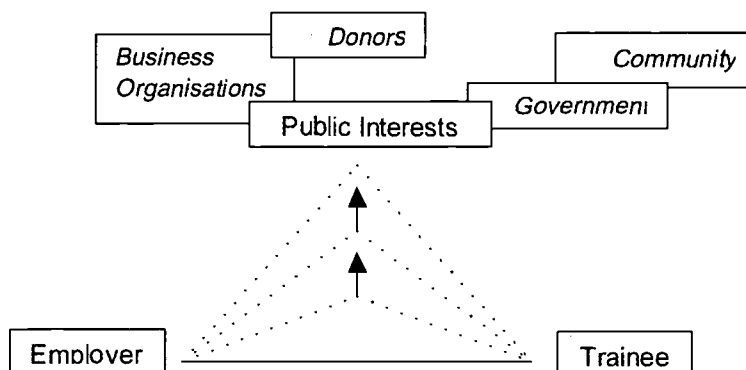 Donors
Business
Organisations
Community
Government
Public Interests
Employer
Trainee